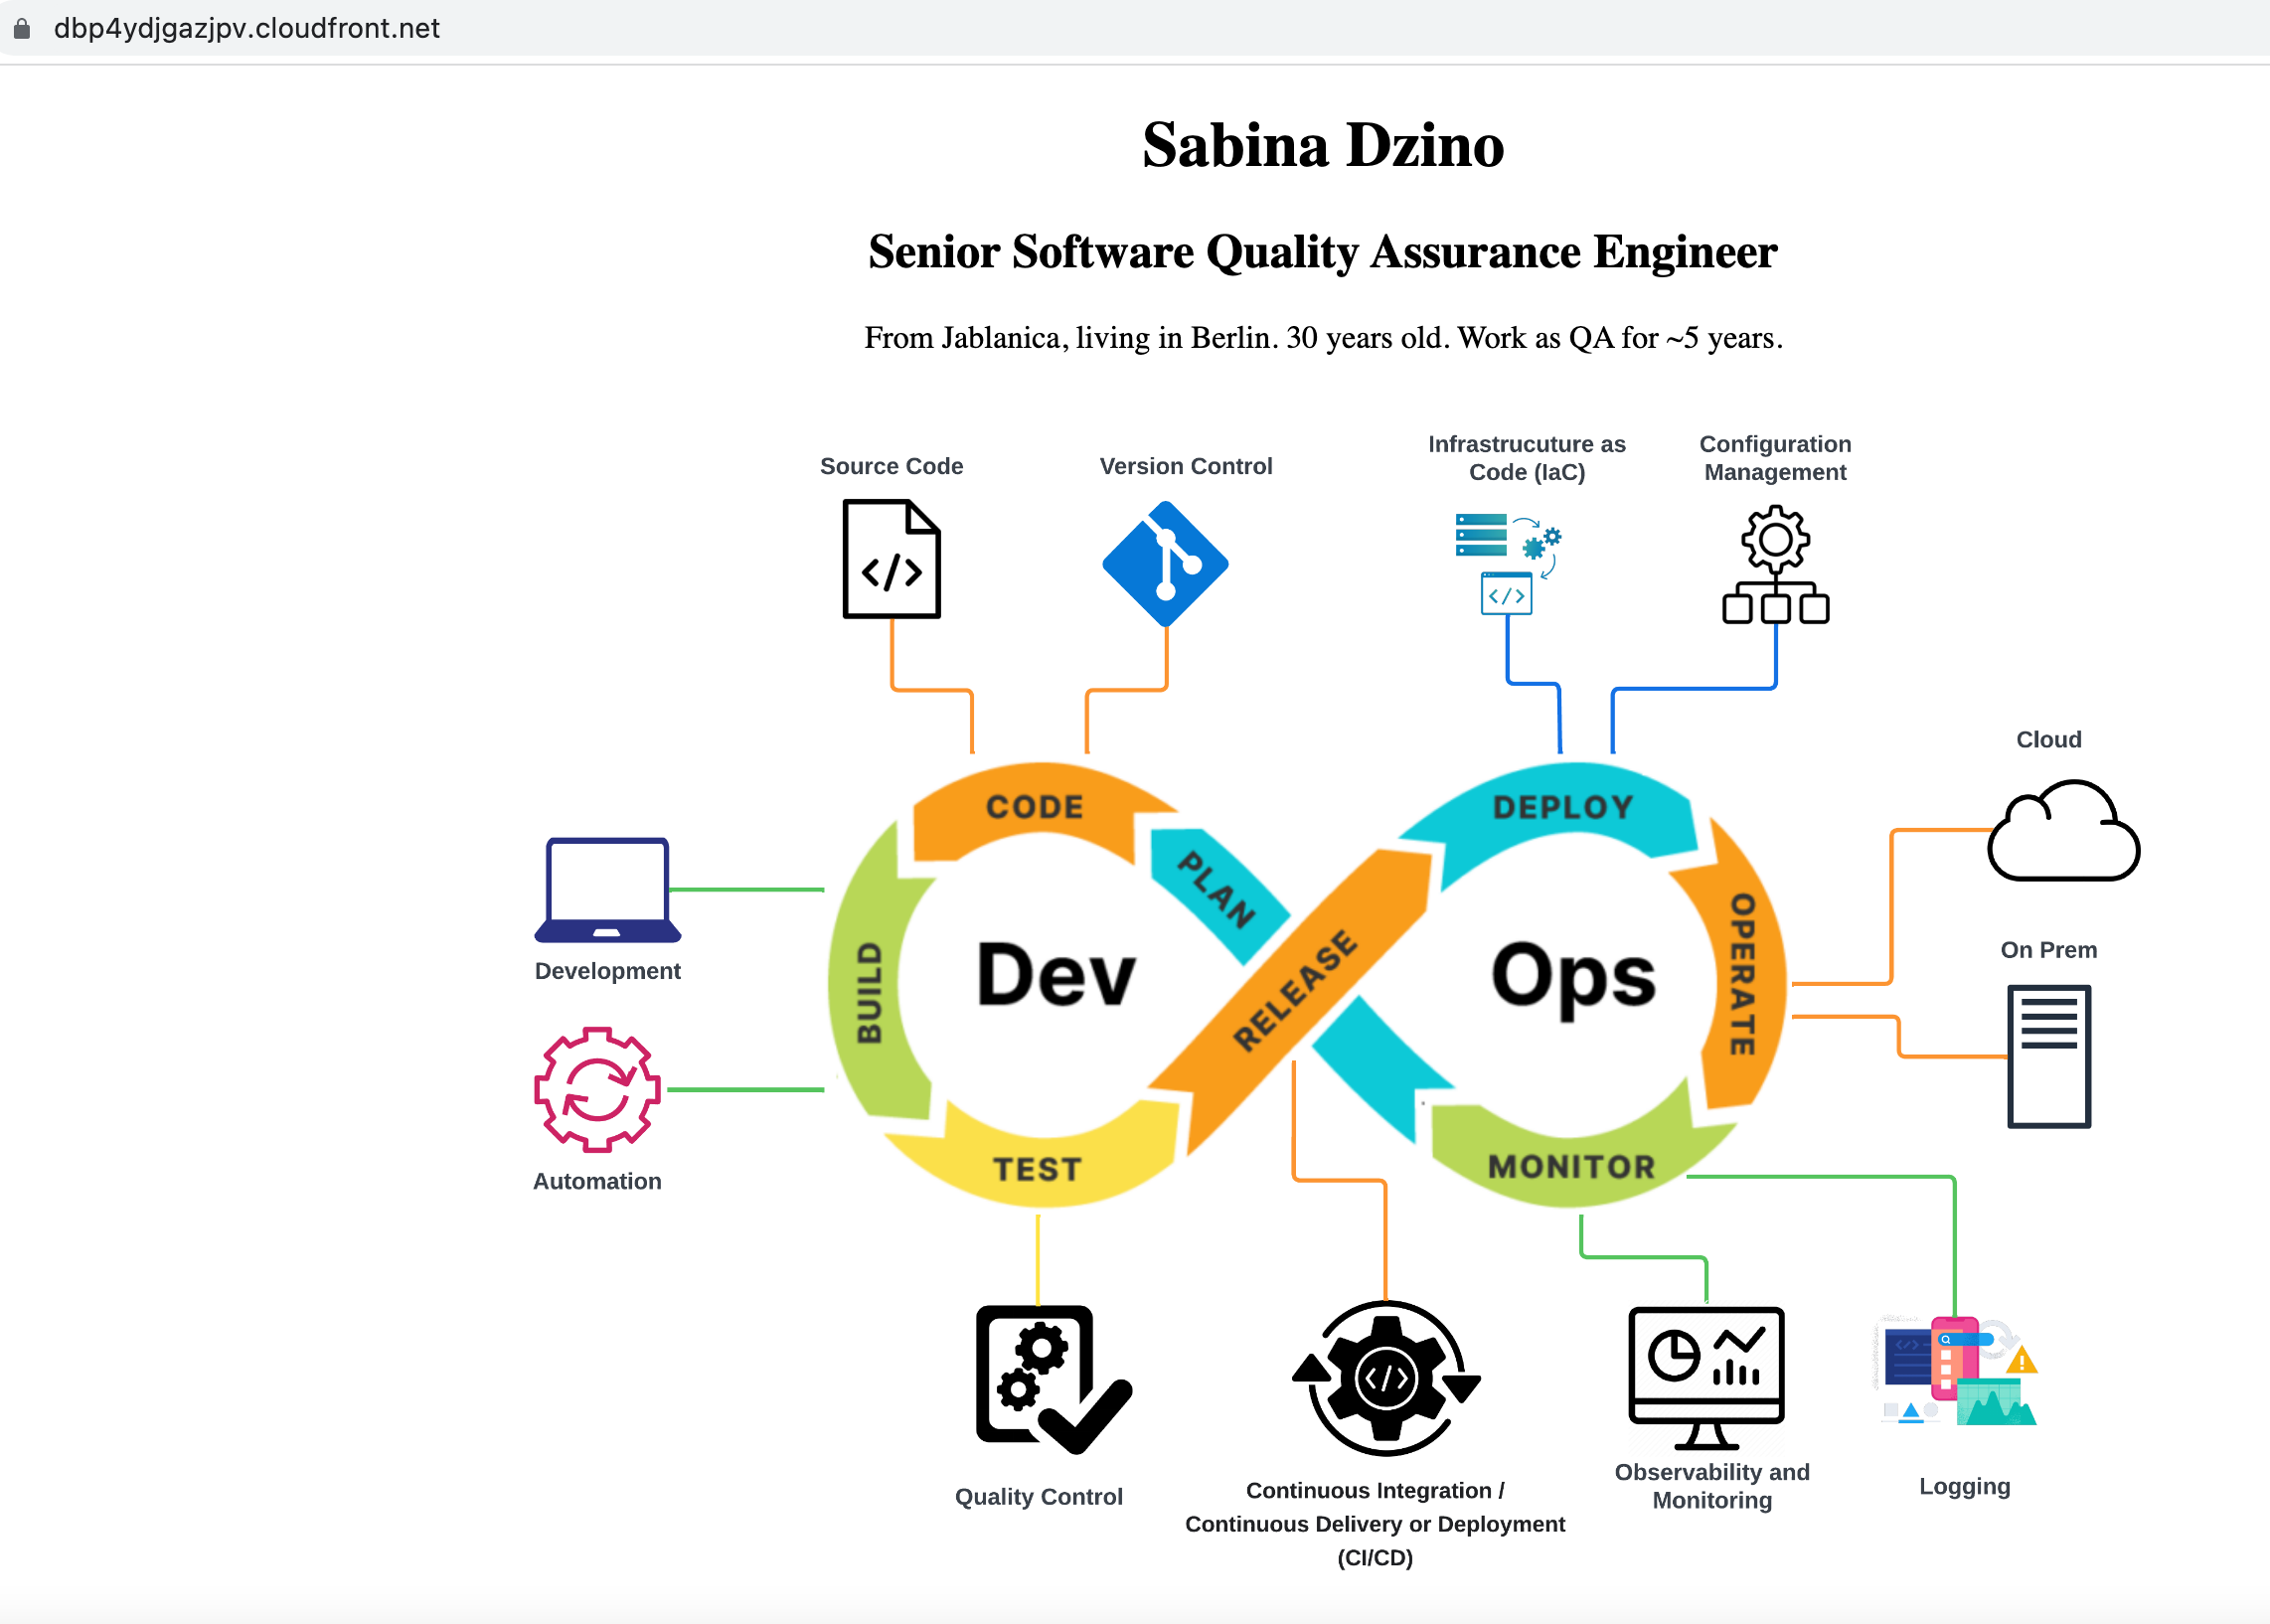 dbp4ydjgazjpv.cloudfront.net
Sabina Dzino
Senior Software Quality Assurance Engineer
From Jablanica, living in Berlin. 30 years old. Work as QA for ~5 years.
Source Code
Version Control
Infrastrucuture as
Code (IaC)
Configuration
Management
Cloud
CODE
DEPLOY
PLAN
OPERATE
On Prem
Development
BUILD
Dev
RELEASE
Ops
Automation
TEST
MONITOR
Quality Control
Continuous Integration /
Continuous Delivery or Deployment
(CI/CD)
Observability and
Monitoring
Logging